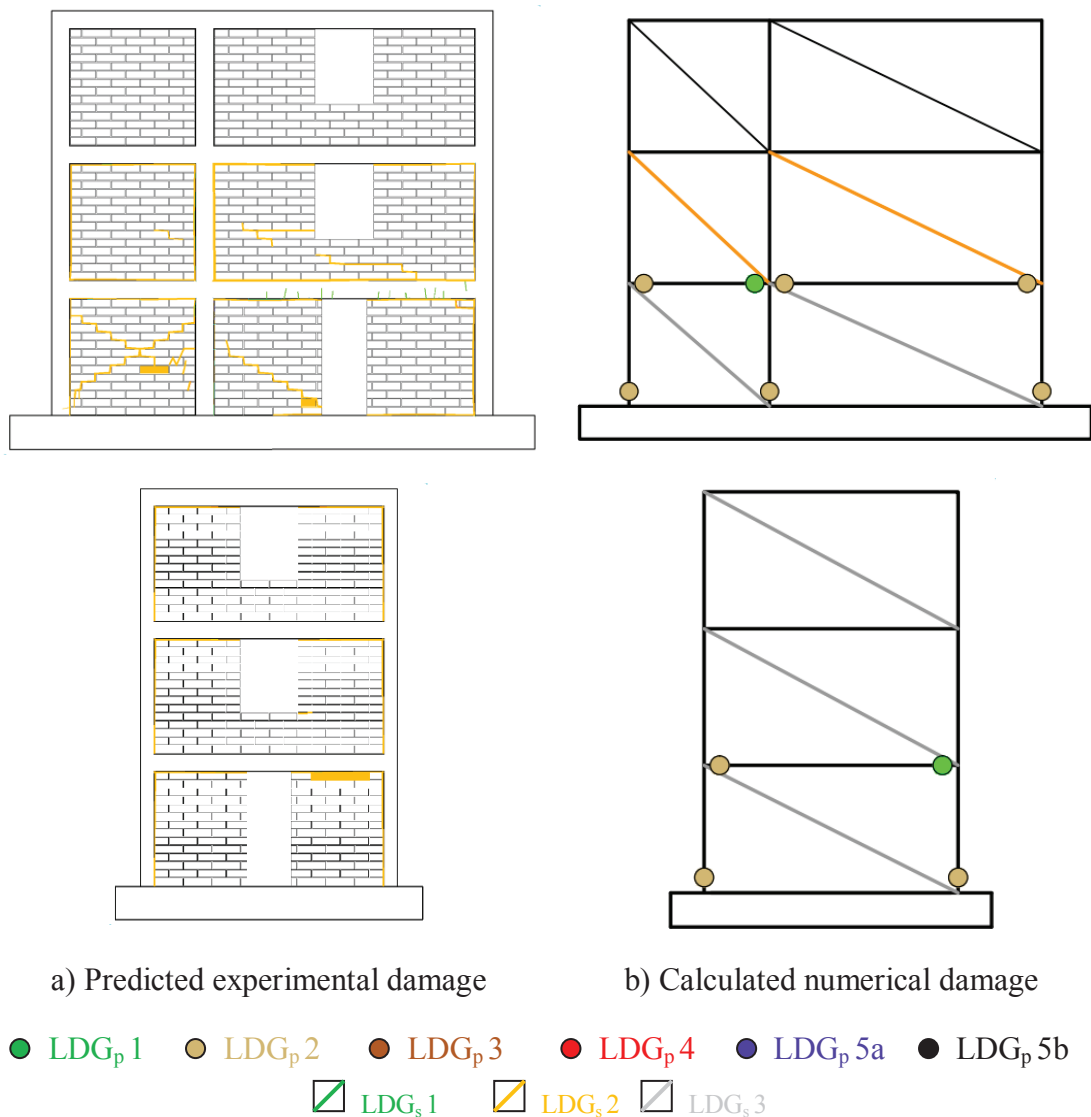 a) Predicted experimental damage
b) Calculated numerical damage
LDGp 1 LDGp 2 LDGp 3 LDGp 4 LDGp 5a LDGp 5b
LDGs 1 LDGs 2 LDGs 3